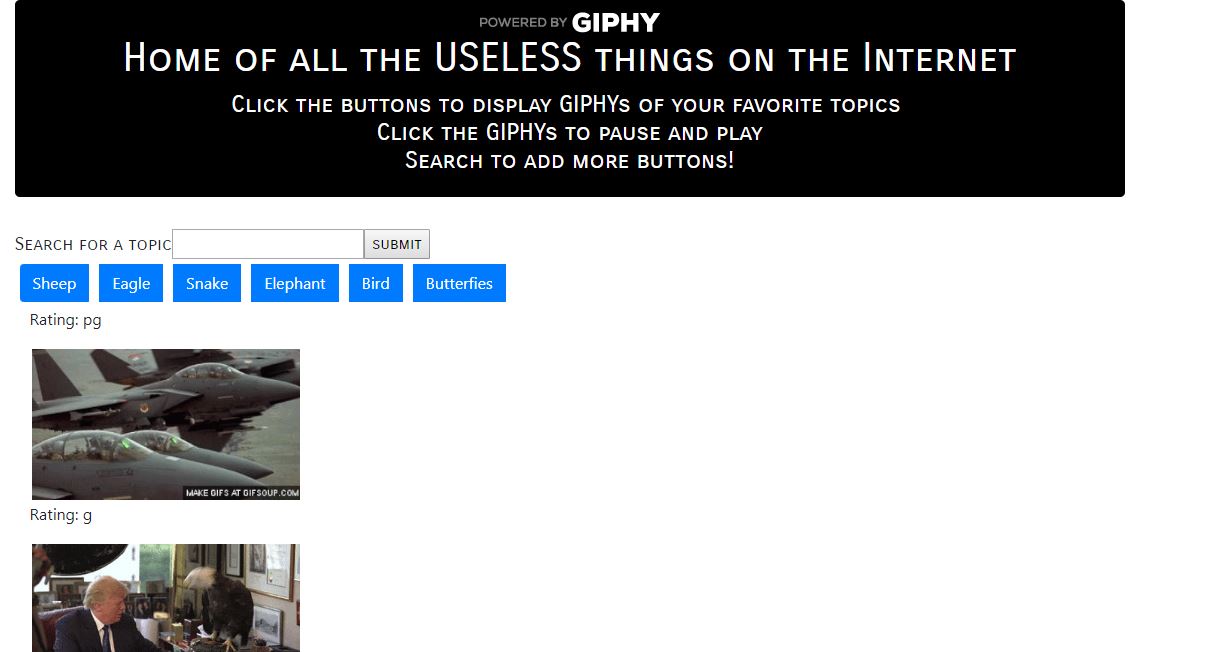 POWERED BY GIPHY
Home of all the USELESS things on the Internet
Click the buttons to display GIPHYs of your favorite topics
Click the GIPHYs to pause and play
Search to add more buttons!
Search for a topic submit
Sheep Eagle Snake Elephant Bird Butterfies
Rating: pg
MAKE GIFS AT GIFSOUP.COM
Rating: g